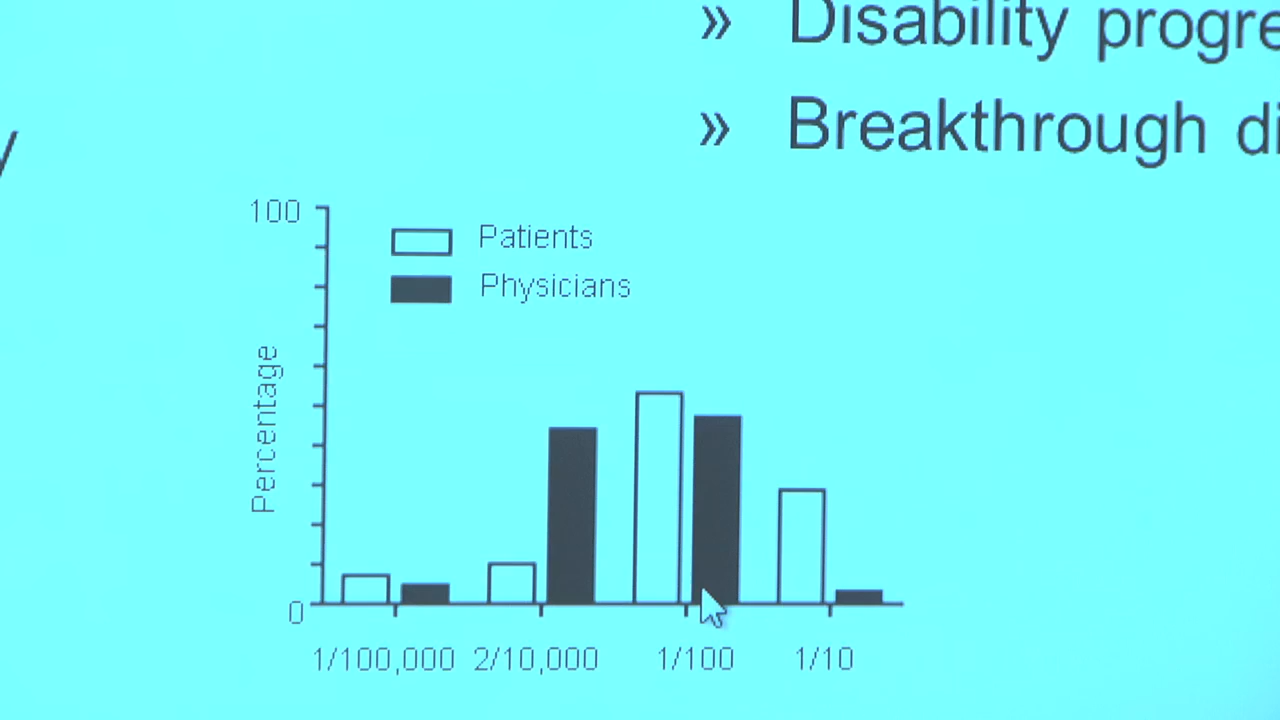 » Disability progre
» Breakthrough di
y
100
Patients
Physicians
Percentage
0
1/100,000 2/10,000 1/100 1/10